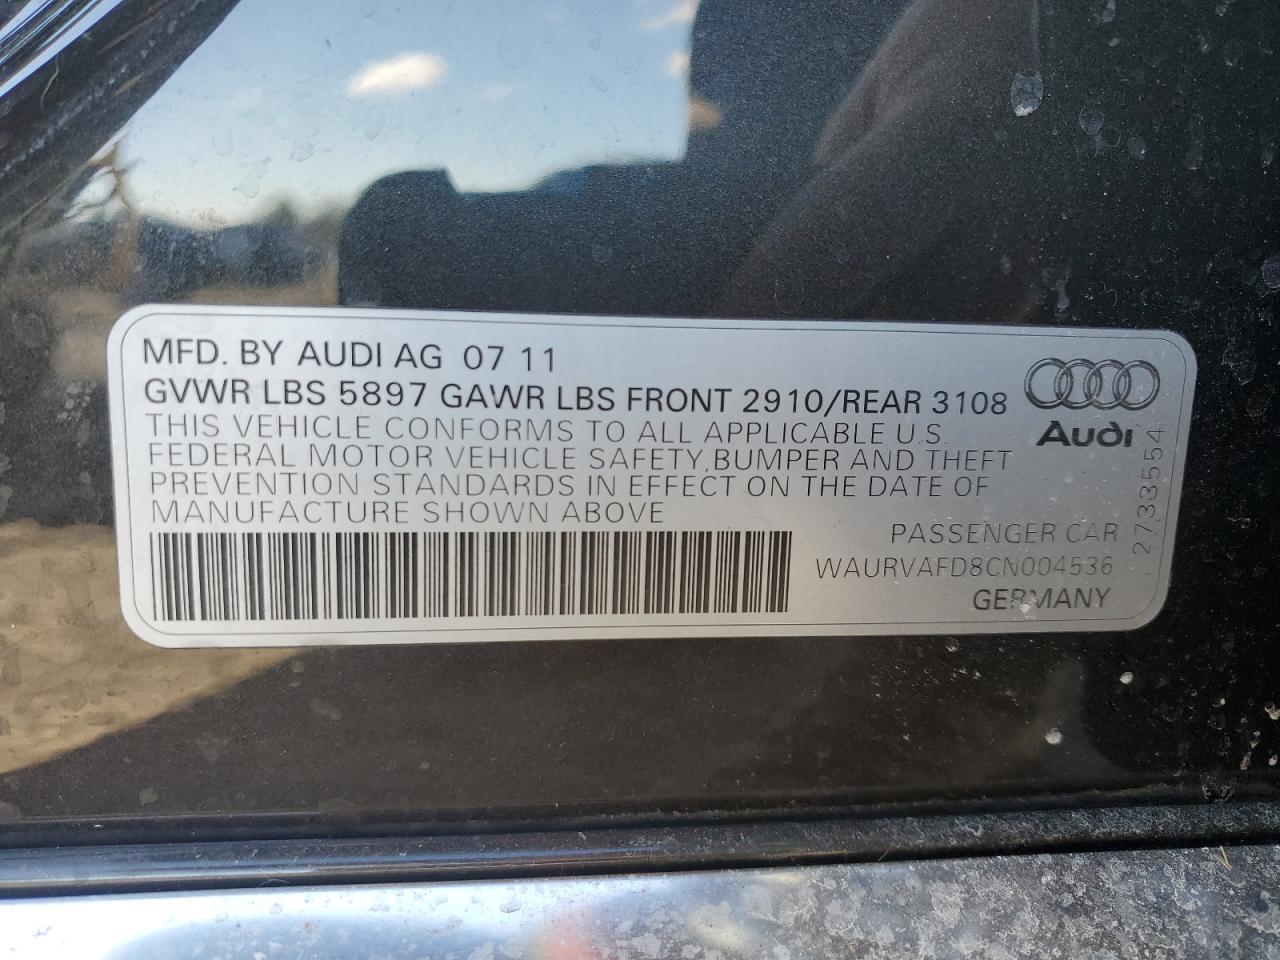 MFD. BY AUDI AG 07 11
GVWR LBS 5897 GAWR LBS FRONT 2910/REAR 3108
THIS VEHICLE CONFORMS TO ALL APPLICABLE U.S.
FEDERAL MOTOR VEHICLE SAFETY, BUMPER AND THEFT
PREVENTION STANDARDS IN EFFECT ON THE DATE OF
MANUFACTURE SHOWN ABOVE
Audi
PASSENGER CAR
WAURVAFD8CN004536
GERMANY
2733554